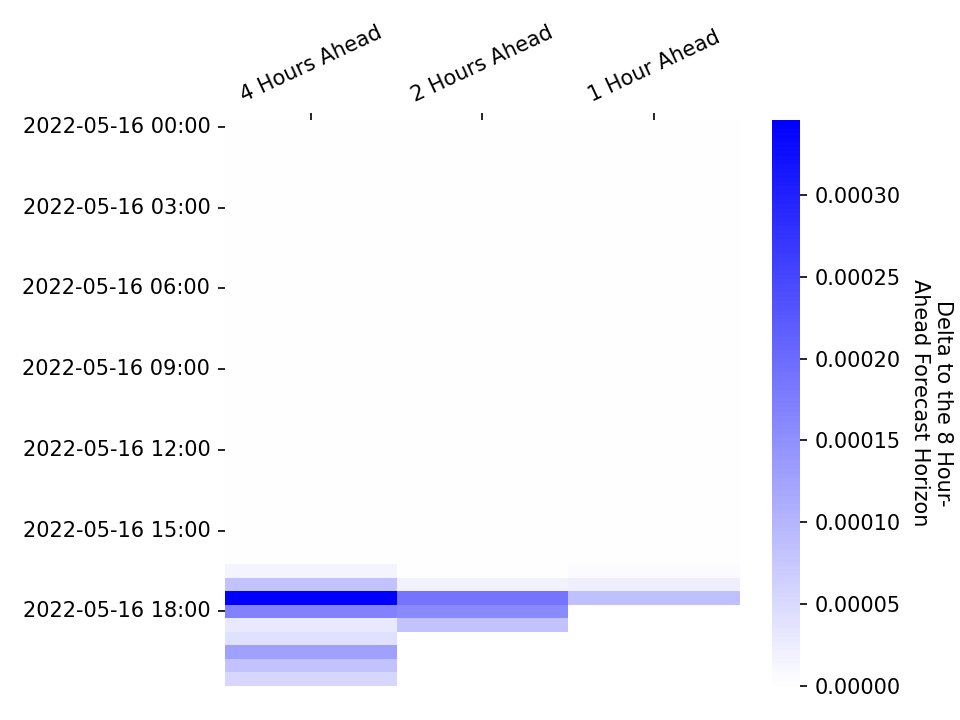 4 Hours Ahead
2 Hours Ahead
1 Hour Ahead
2022-05-16 00:00
2022-05-16 03:00
2022-05-16 06:00
2022-05-16 09:00
2022-05-16 12:00
2022-05-16 15:00
2022-05-16 18:00
0.00030
0.00025
0.00020
0.00015
0.00010
0.00005
0.00000
Delta to the 8 Hour-
Ahead Forecast Horizon